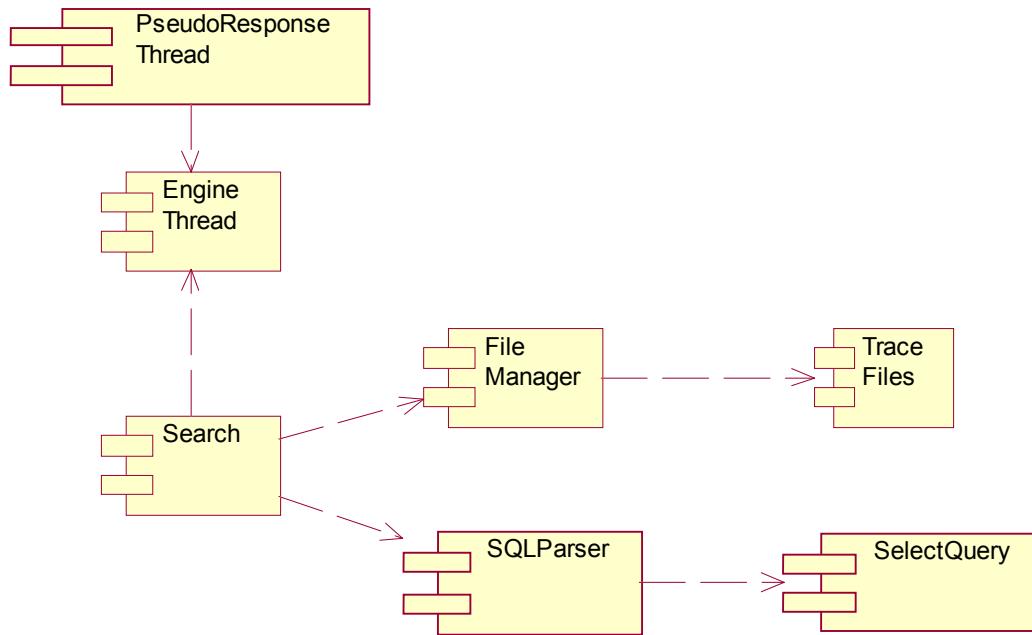 PseudoResponse
Thread
Engine
Thread
File
Manager
Trace
Files
Search
SQLParser
SelectQuery